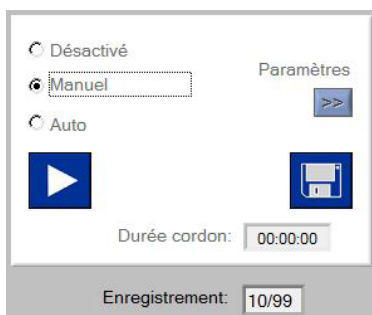 Désactivé
Paramètres
Manuel
>>
Auto
Durée cordon: 00:00:00
Enregistrement: 10/99